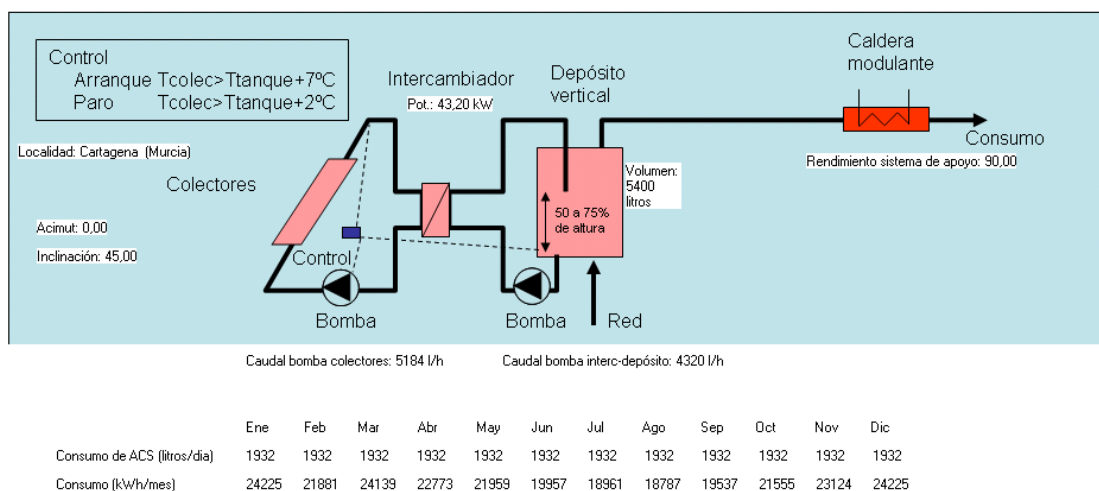 Control
Arranque Tcolec>Ttanque+7ºC
Paro Tcolec>Ttanque+2ºC
Intercambiador
Pot.: 43,20 kW
Depósito
vertical
Caldera
modulante
Consumo
Rendimiento sistema de apoyo: 90,00
Localidad: Cartagena (Murcia)
Colectores
Volumen:
5400
litros
50 a 75%
de altura
Acimut: 0,00
Inclinación: 45,00
Control
Bomba
Bomba
Red
Caudal bomba colectores: 5184 l/h
Caudal bomba interc-depósito: 4320 l/h
Ene Feb Mar Abr May Jun Jul Ago Sep Oct Nov Dic
Consumo de ACS (litros/dia) 1932 1932 1932 1932 1932 1932 1932 1932 1932 1932 1932 1932
Consumo (kWh/mes) 24225 21881 24139 22773 21959 19957 18961 18787 19537 21555 23124 24225